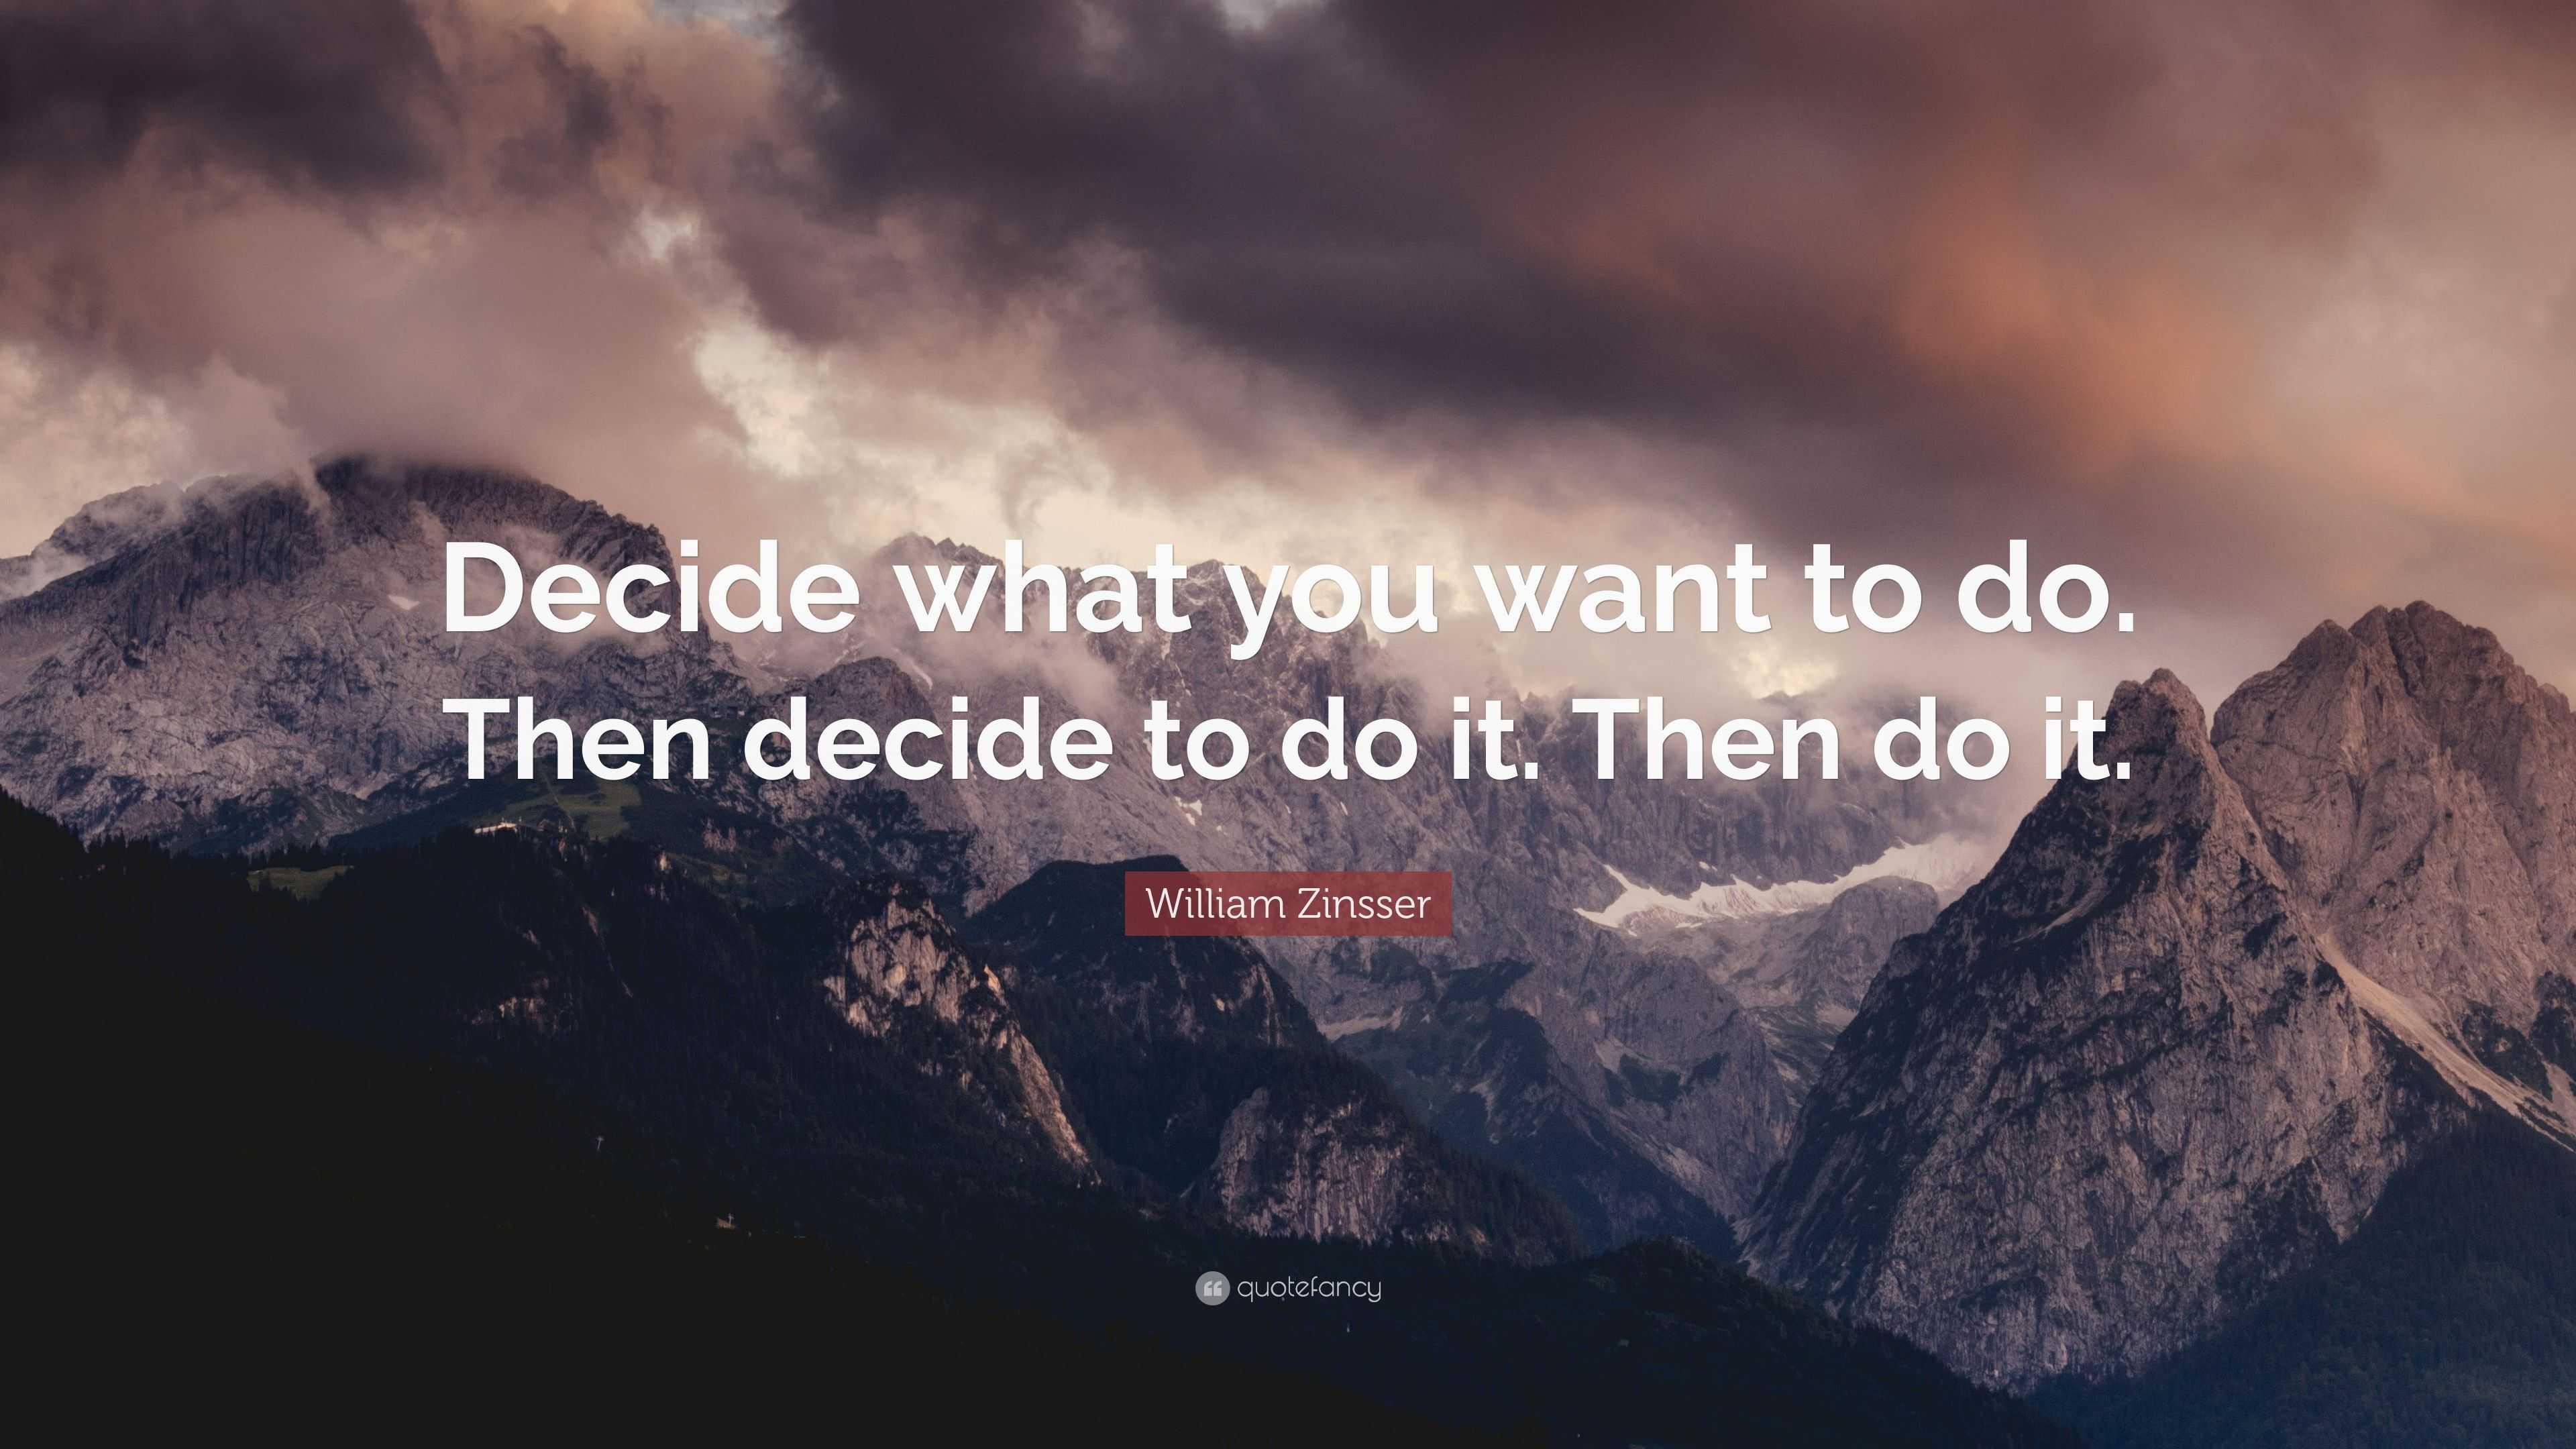 Decide what you want to do.
Then decide to do it. Then do it.
William Zinsser
quotefancy